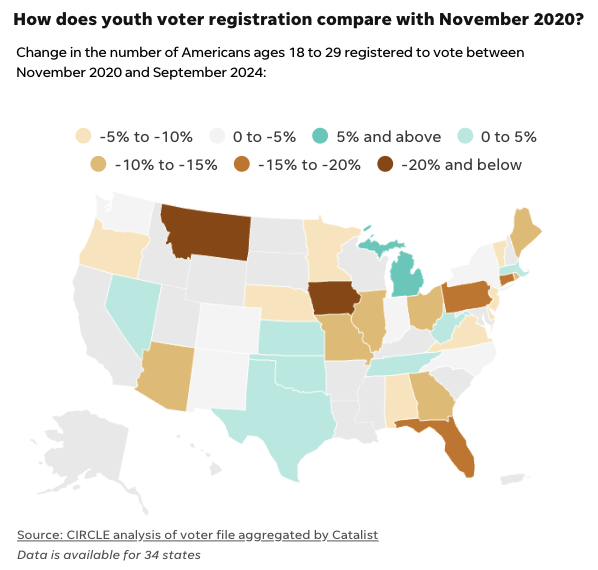 How does youth voter registration compare with November 2020?
Change in the number of Americans ages 18 to 29 registered to vote between
November 2020 and September 2024:
-5% to -10% 0 to -5% 5% and above 0 to 5%
-10% to -15% -15% to -20% -20% and below
Source: CIRCLE analysis of voter file aggregated by Catalist
Data is available for 34 states